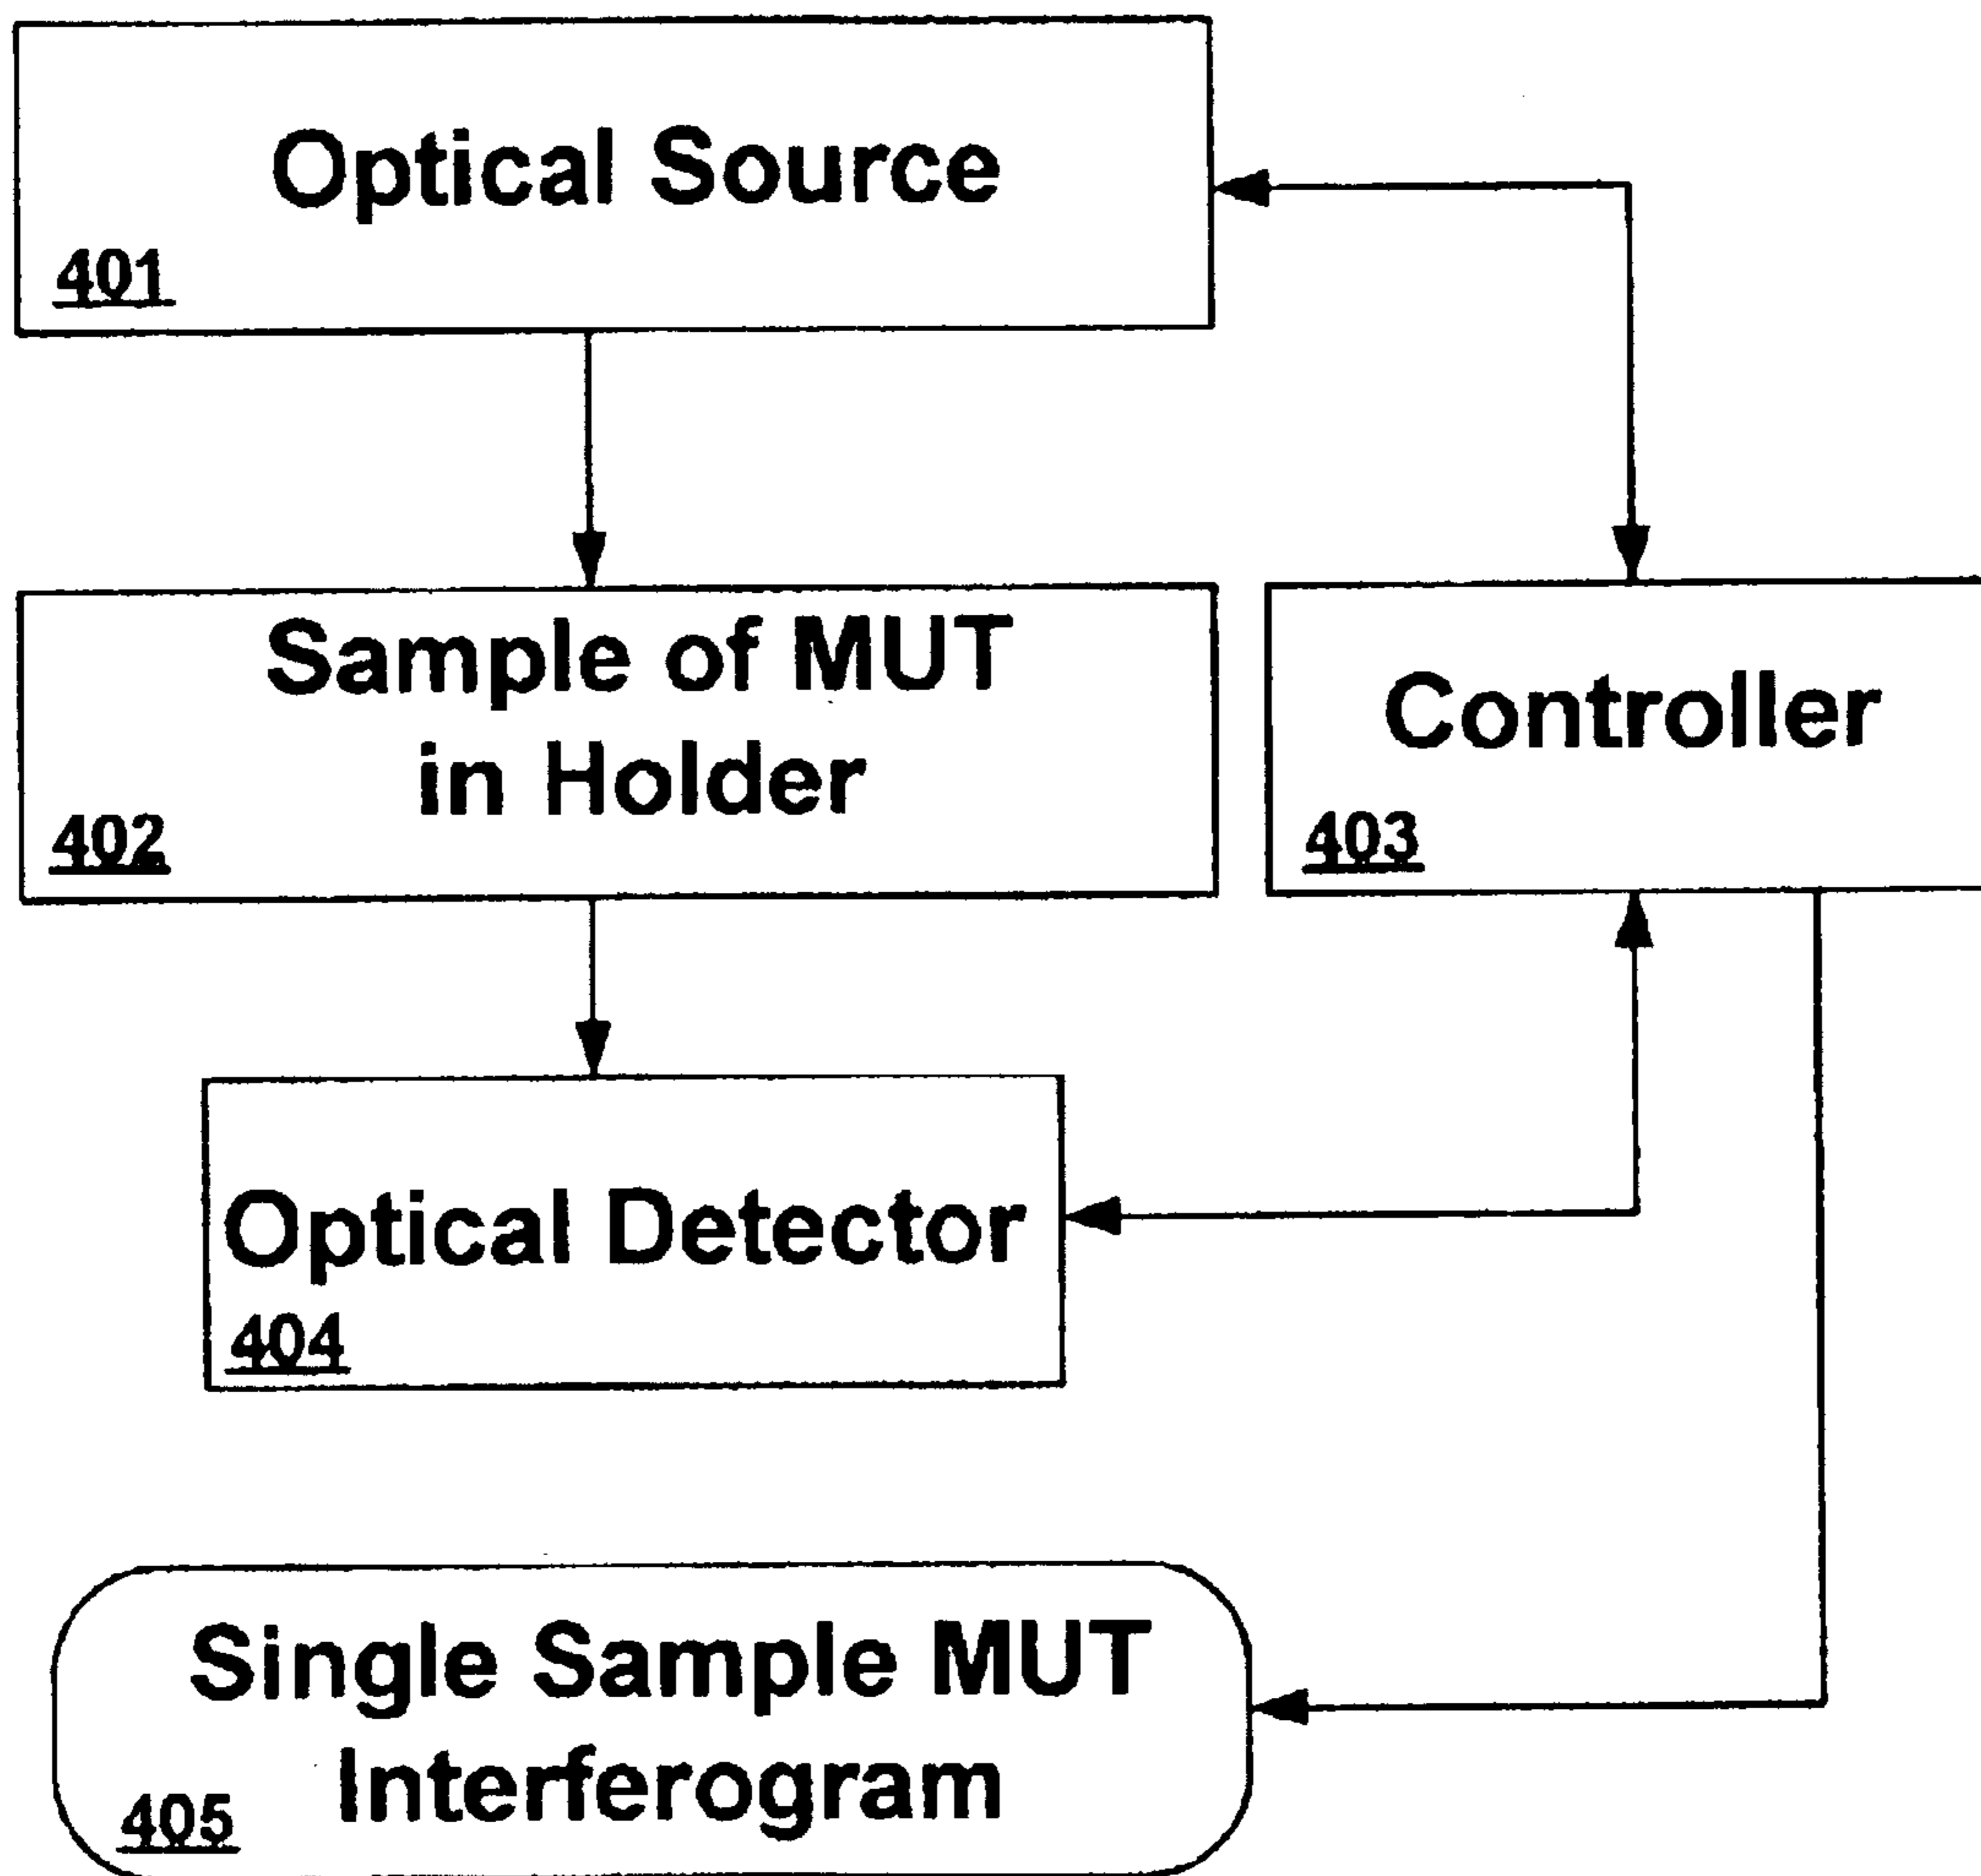 Optical Source
401
Sample of MUT
in Holder
402
Controller
403
Optical Detector
404
Single Sample MUT
Interferogram
405